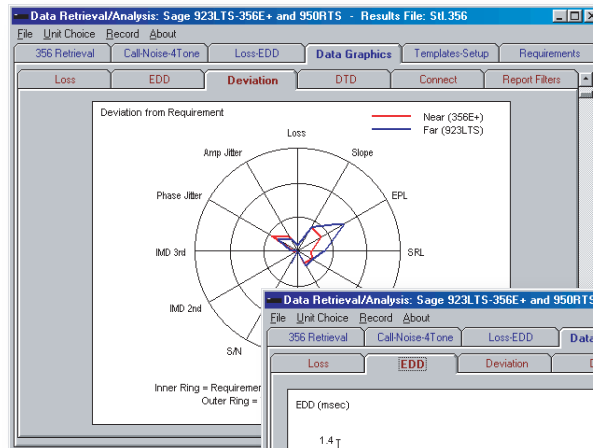 Data Retrieval/Analysis: Sage 923LTS-356E+ and 950RTS - Results File: Stl.356
File Unit Choice Record About
356 Retrieval Call-Noise-4Tone Loss-EDD Data Graphics Templates-Setup Requirements
Loss EDD Deviation DTD Connect Report Filters
Deviation from Requirement
Near (356E+)
Far (923LTS)
Loss
Amp Jitter Slope
Phase Jitter EPL
IMD 3rd SRL
IMD 2nd
S/N
Inner Ring = Requirement
Outer Ring =
Data Retrieval/Analysis: Sage 923LTS-356E+ and 950RTS
File Unit Choice Record About
356 Retrieval Call-Noise-4Tone Loss-EDD Data
Loss EDD Deviation
EDD (msec)
1.4